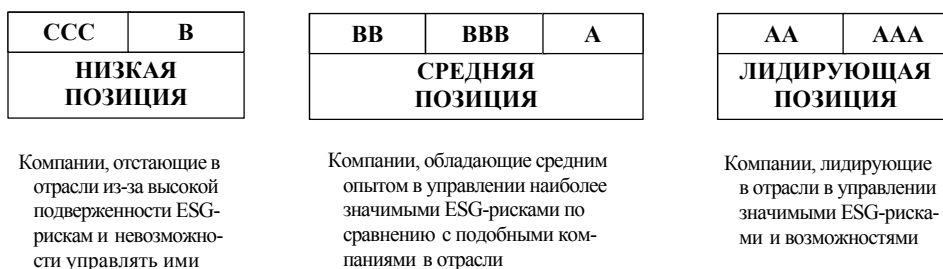 CCC B
НИЗКАЯ
ПОЗИЦИЯ
Компании, отстающие в
отрасли из-за высокой
подверженности ESG-
рискам и невозможно-
сти управлять ими
BB BBB A
СРЕДНЯЯ
ПОЗИЦИЯ
Компании, обладающие средним
опытом в управлении наиболее
значимыми ESG-рисками по
сравнению с подобными ком-
паниями в отрасли
AA AAA
ЛИДИРУЮЩАЯ
ПОЗИЦИЯ
Компании, лидирующие
в отрасли в управлении
значимыми ESG-риска-
ми и возможностями